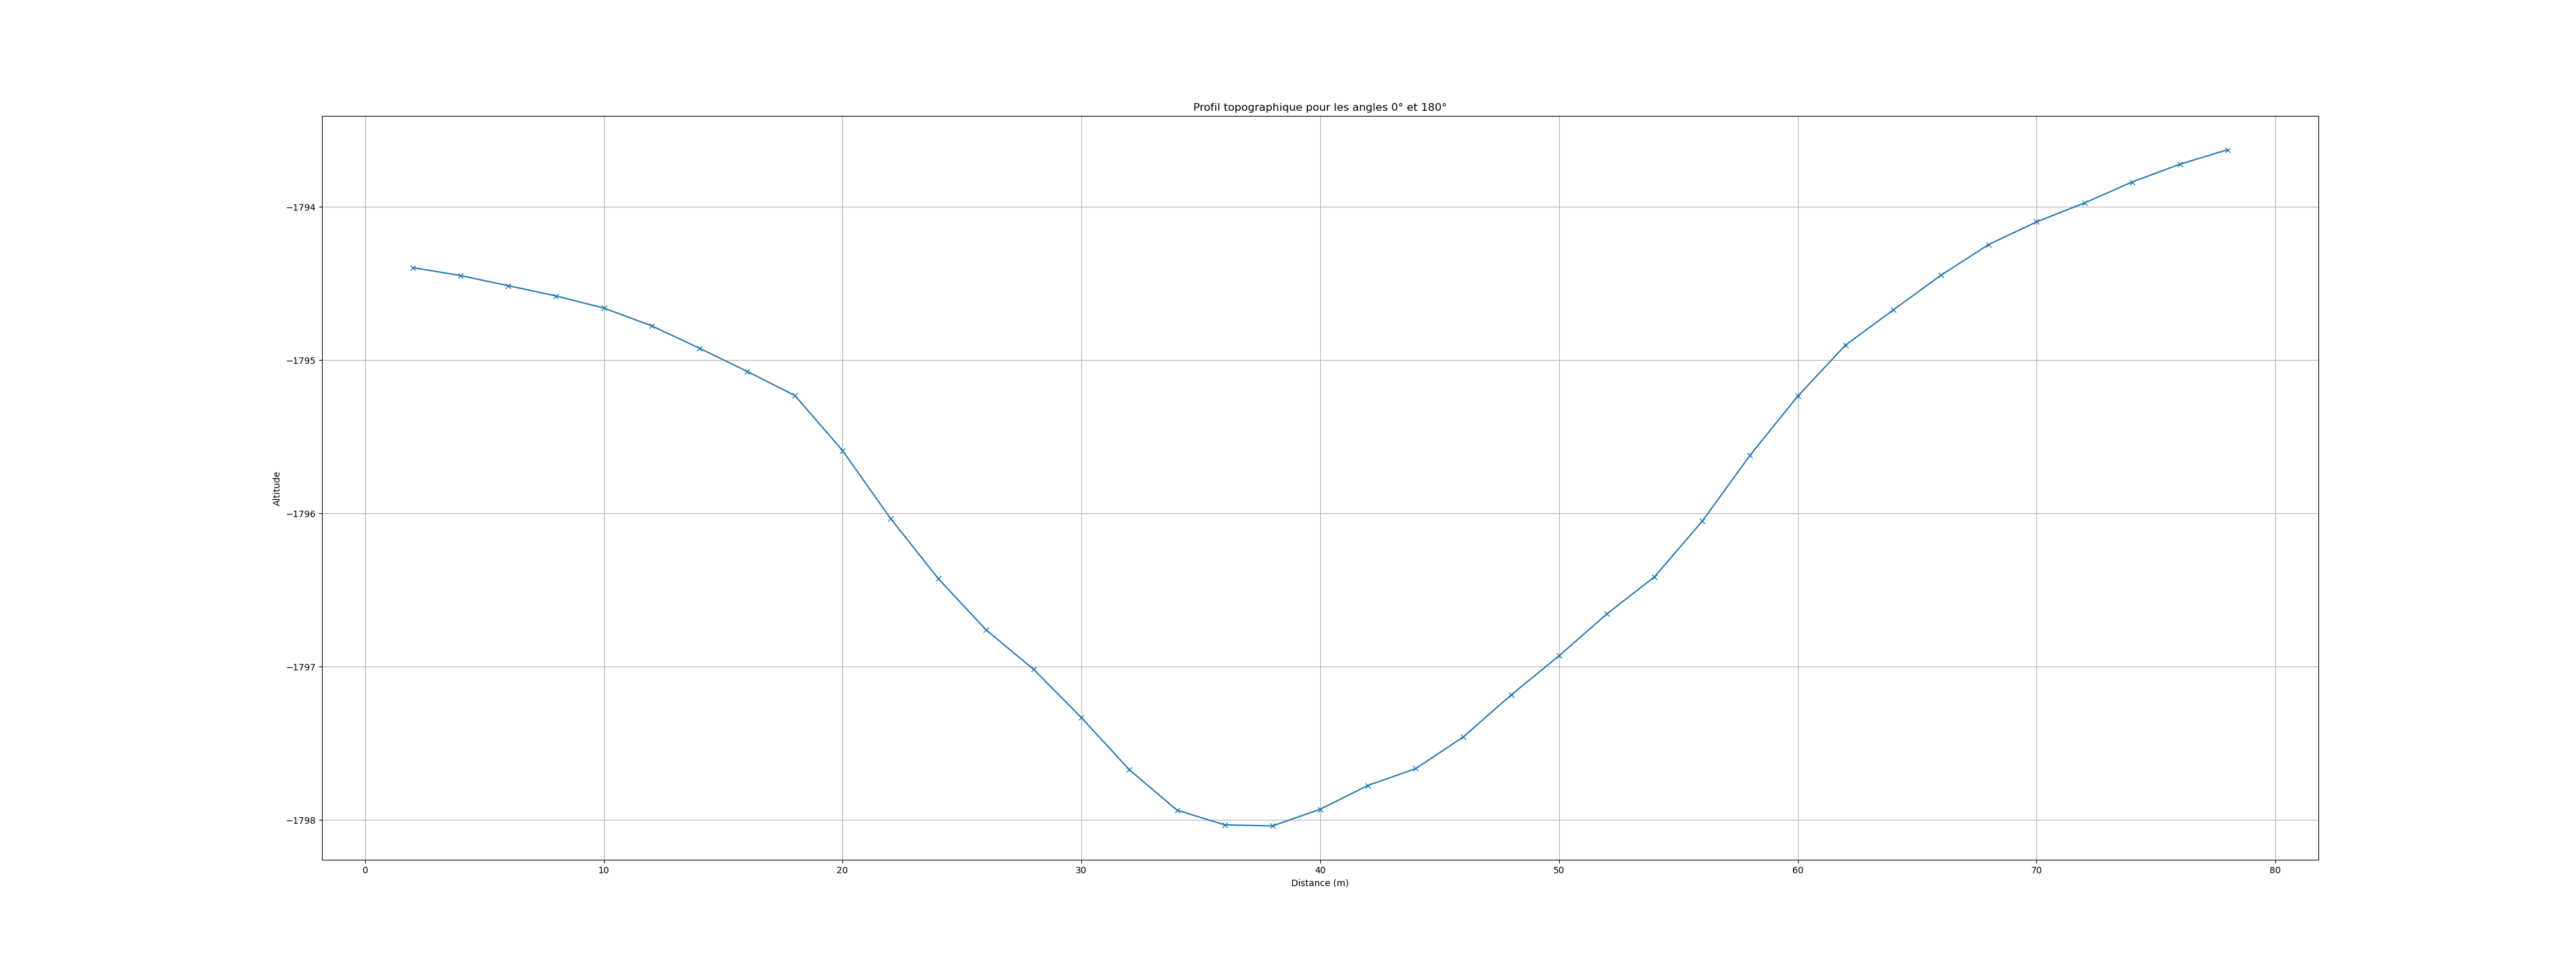 Profil topographique pour les angles 0° et 180°
−1794
−1795
−1796
−1797
−1798
Altitude
0 10 20 30 40 50 60 70 80
Distance (m)